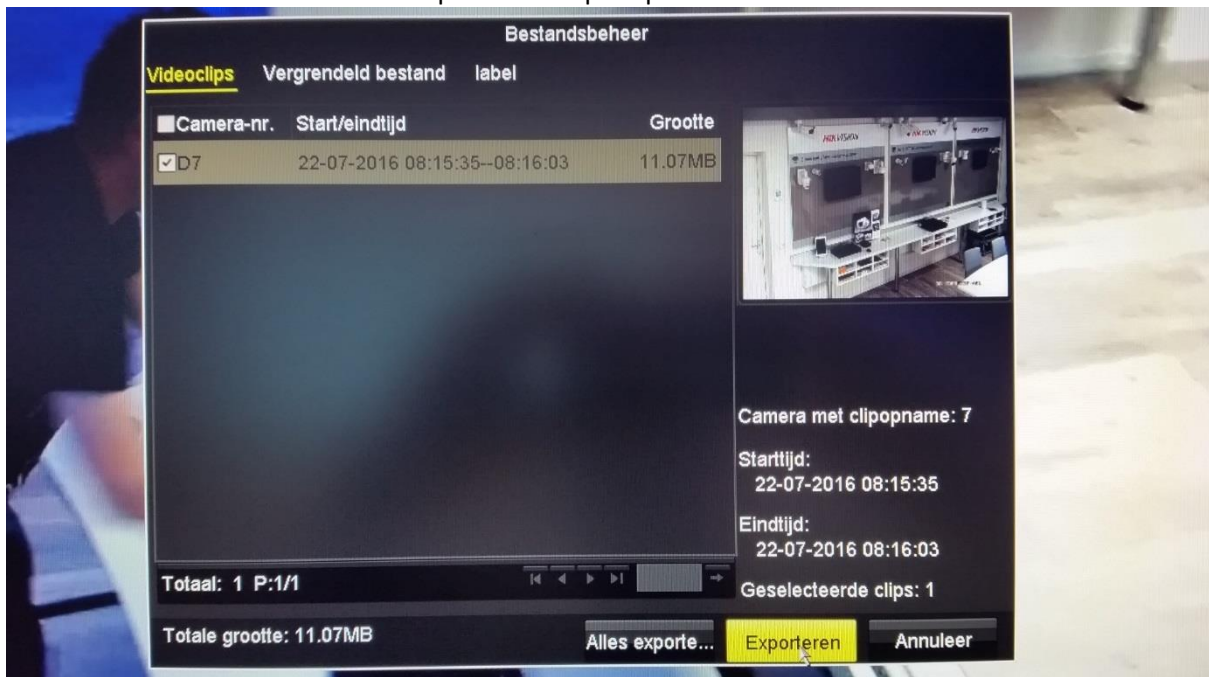 Bestandsbeheer
Videoclips Vergrendeld bestand label
Camera-nr. Start/eindtijd Grootte
D7 22-07-2016 08:15:35--08:16:03 11.07MB
HIKVISION
Camera met clipopname: 7
Starttijd:
22-07-2016 08:15:35
Eindtijd:
22-07-2016 08:16:03
Totaal: 1 P:1/1
Geselecteerde clips: 1
Totale grootte: 11.07MB
Alles exporte... Exporteren Annuleer